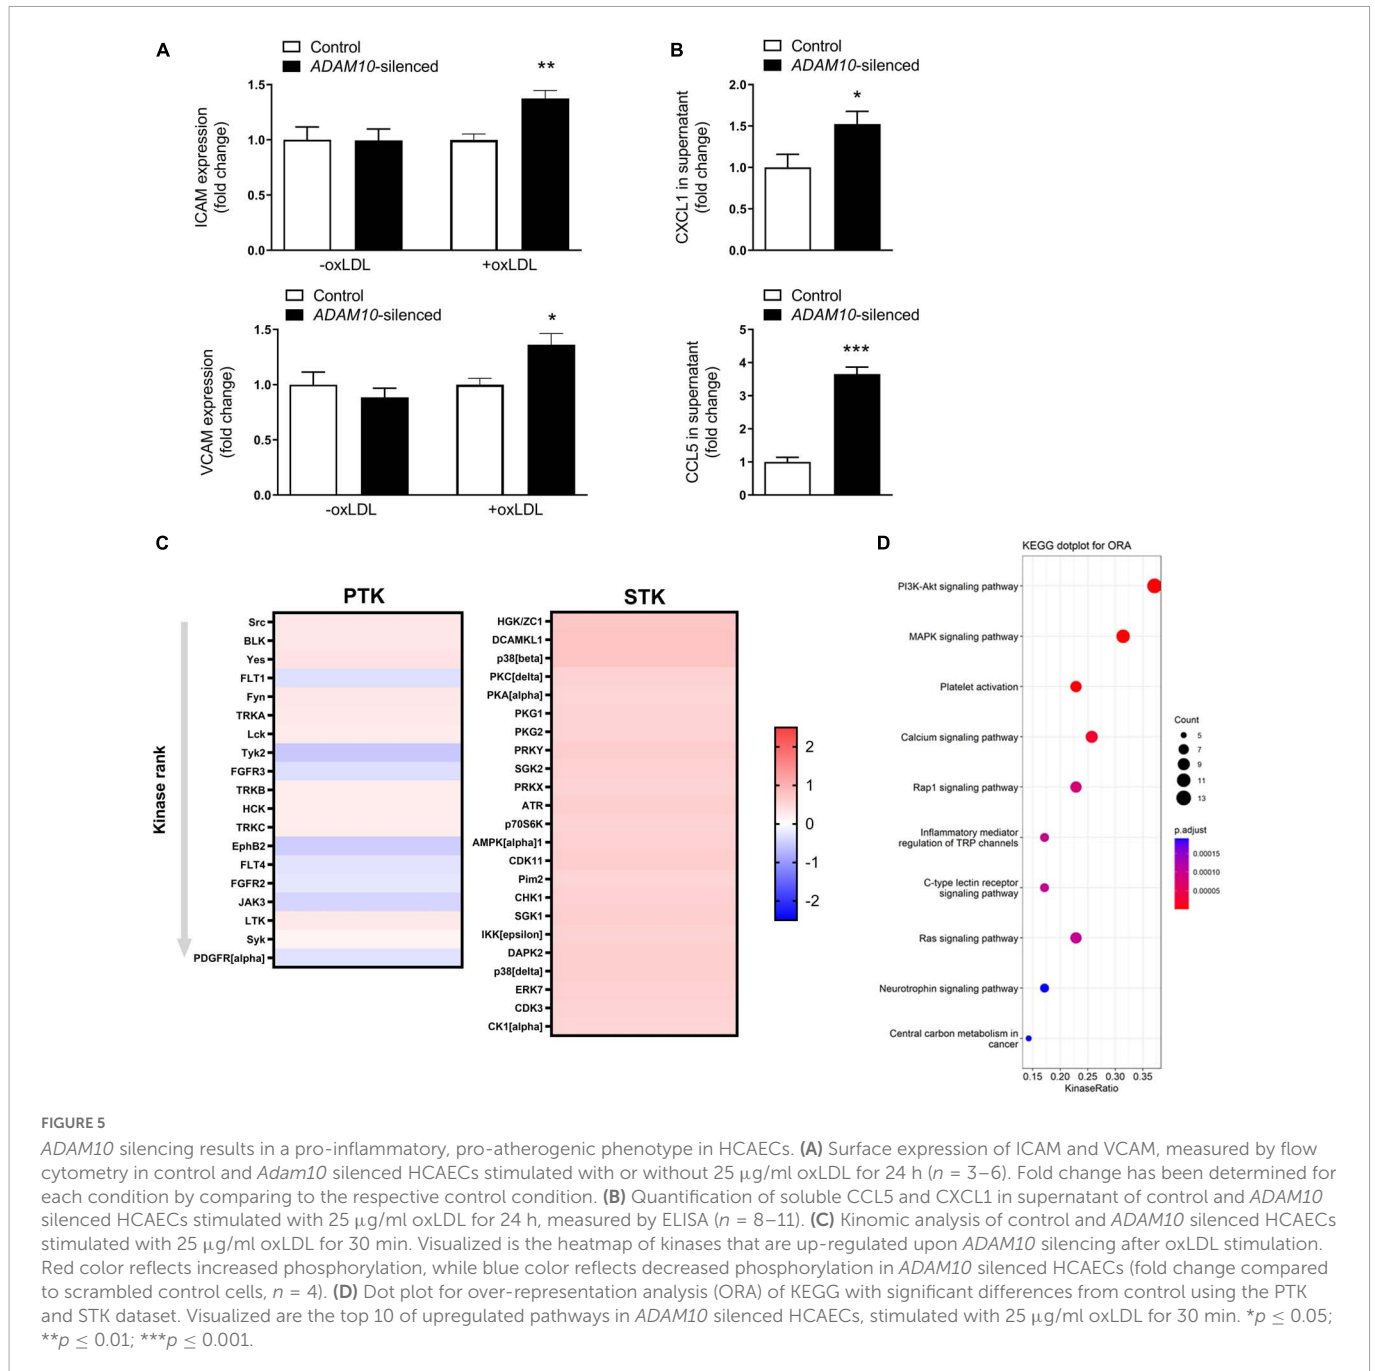 A
Control
ADAM10-silenced
ICAM expression
(fold change)
1.5
1.0
0.5
0.0
**
-oxLDL
+oxLDL
Control
ADAM10-silenced
VCAM expression
(fold change)
1.5
1.0
0.5
0.0
*
-oxLDL
+oxLDL
B
Control
ADAM10-silenced
CXCL1 in supernatant
(fold change)
2.0
1.5
1.0
0.5
0.0
*
Control
ADAM10-silenced
CCL5 in supernatant
(fold change)
5
4
3
2
1
0
***
C
Kinase rank
PTK
Src
BLK
Yes
FLT1
Fyn
TRKA
Lck
Tyk2
FGFR3
TRKB
HCK
TRKC
EphB2
FLT4
FGFR2
JAK3
LTK
Syk
PDGFR[alpha]
STK
HGK/ZC1
DCAMKL1
p38[beta]
PKC[delta]
PKA[alpha]
PKG1
PKG2
PRKY
SGK2
PRKX
ATR
p70S6K
AMPK[alpha]1
CDK11
Pim2
CHK1
SGK1
IKK[epsilon]
DAPK2
p38[delta]
ERK7
CDK3
CK1[alpha]
2
1
0
-1
-2
D
KEGG dotplot for ORA
PI3K-Akt signaling pathway
MAPK signaling pathway
Platelet activation
Calcium signaling pathway
Rap1 signaling pathway
Inflammatory mediator
regulation of TRP channels
C-type lectin receptor
signaling pathway
Ras signaling pathway
Neurotrophin signaling pathway
Central carbon metabolism in
cancer
0.15 0.20 0.25 0.30 0.35
KinaseRatio
Count
5
7
9
11
13
p.adjust
0.00015
0.00010
0.00005
FIGURE 5
ADAM10 silencing results in a pro-inflammatory, pro-atherogenic phenotype in HCAECs. (A) Surface expression of ICAM and VCAM, measured by flow
cytometry in control and Adam10 silenced HCAECs stimulated with or without 25 μg/ml oxLDL for 24 h (n = 3–6). Fold change has been determined for
each condition by comparing to the respective control condition. (B) Quantification of soluble CCL5 and CXCL1 in supernatant of control and ADAM10
silenced HCAECs stimulated with 25 μg/ml oxLDL for 24 h, measured by ELISA (n = 8–11). (C) Kinomic analysis of control and ADAM10 silenced HCAECs
stimulated with 25 μg/ml oxLDL for 30 min. Visualized is the heatmap of kinases that are up-regulated upon ADAM10 silencing after oxLDL stimulation.
Red color reflects increased phosphorylation, while blue color reflects decreased phosphorylation in ADAM10 silenced HCAECs (fold change compared
to scrambled control cells, n = 4). (D) Dot plot for over-representation analysis (ORA) of KEGG with significant differences from control using the PTK
and STK dataset. Visualized are the top 10 of upregulated pathways in ADAM10 silenced HCAECs, stimulated with 25 μg/ml oxLDL for 30 min. *p ≤ 0.05;
**p ≤ 0.01; ***p ≤ 0.001.